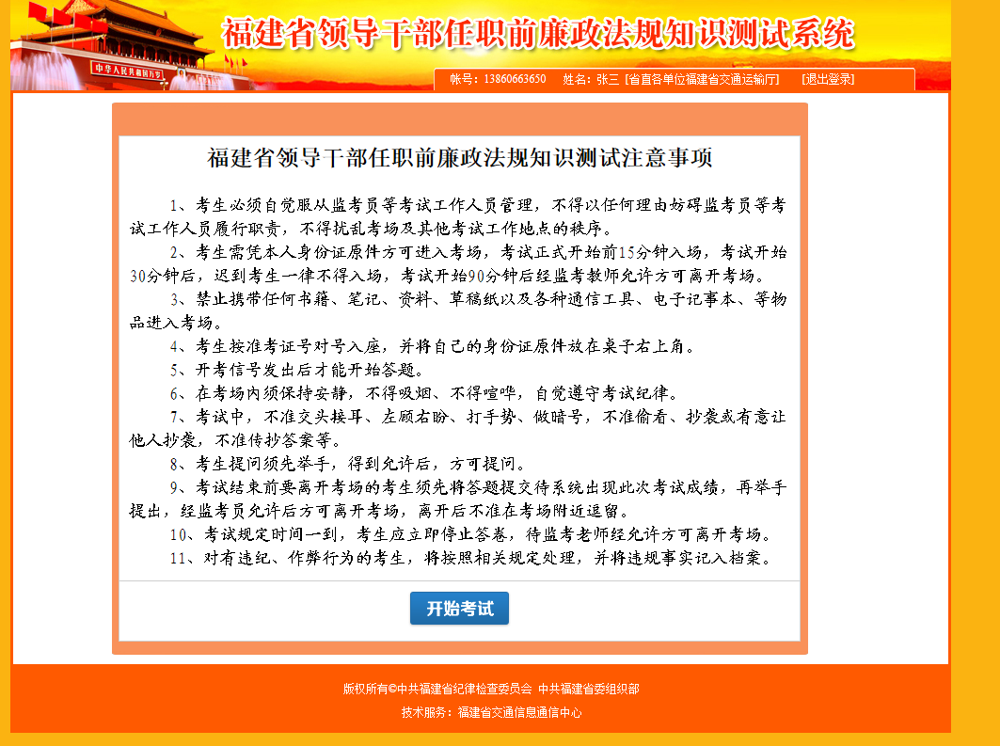 福建省领导干部任职前廉政法规知识测试系统
中华人民共和国万岁
帐号：13860663650 姓名：张三 [省直各单位福建省交通运输厅] [退出登录]
福建省领导干部任职前廉政法规知识测试注意事项
1、考生必须自觉服从监考员等考试工作人员管理，不得以任何理由妨碍监考员等考
试工作人员履行职责，不得扰乱考场及其他考试工作地点的秩序。
2、考生需凭本人身份证原件方可进入考场，考试正式开始前15分钟入场，考试开始
30分钟后，迟到考生一律不得入场，考试开始90分钟后经监考教师允许方可离开考场。
3、禁止携带任何书籍、笔记、资料、草稿纸以及各种通信工具、电子记事本、等物
品进入考场。
4、考生按准考证号对号入座，并将自己的身份证原件放在桌子右上角。
5、开考信号发出后才能开始答题。
6、在考场内须保持安静，不得吸烟、不得喧哗，自觉遵守考试纪律。
7、考试中，不准交头接耳、左顾右盼、打手势、做暗号，不准偷看、抄袭或有意让
他人抄袭，不准传抄答案等。
8、考生提问须先举手，得到允许后，方可提问。
9、考试结束前要离开考场的考生须先将答题提交待系统出现此次考试成绩，再举手
提出，经监考员允许后方可离开考场，离开后不准在考场附近逗留。
10、考试规定时间一到，考生应立即停止答卷，待监考老师经允许方可离开考场。
11、对有违纪、作弊行为的考生，将按照相关规定处理，并将违规事实记入档案。
开始考试
版权所有©中共福建省纪律检查委员会 中共福建省委组织部
技术服务：福建省交通信息通信中心